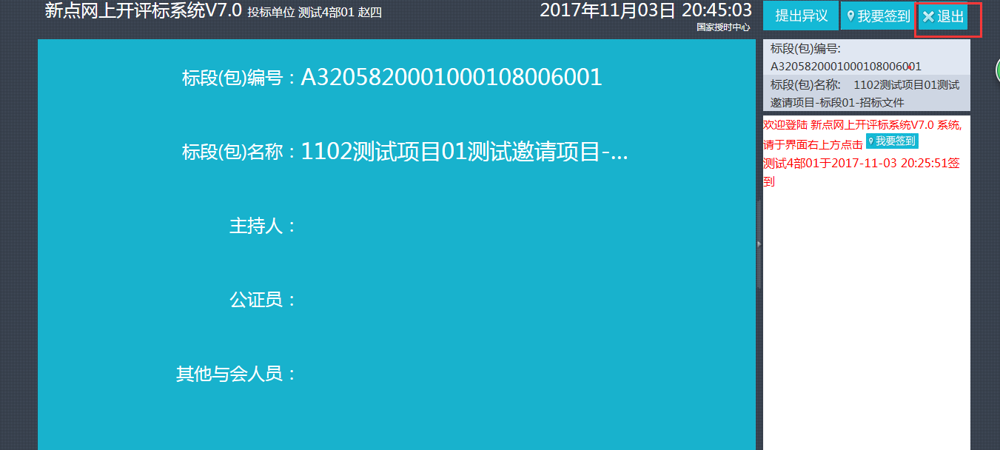 新点网上开评标系统V7.0 投标单位 测试4部01 赵四
2017年11月03日 20:45:03
国家授时中心
提出异议
我要签到
退出
标段(包)编号：A3205820001000108006001
标段(包)名称：1102测试项目01测试邀请项目-...
主持人：
公证员：
其他与会人员：
标段(包)编号:
A3205820001000108006001
标段(包)名称: 1102测试项目01测试
邀请项目-标段01-招标文件
欢迎登陆 新点网上开评标系统V7.0 系统,
请于界面右上方点击 我要签到
测试4部01于2017-11-03 20:25:51签
到